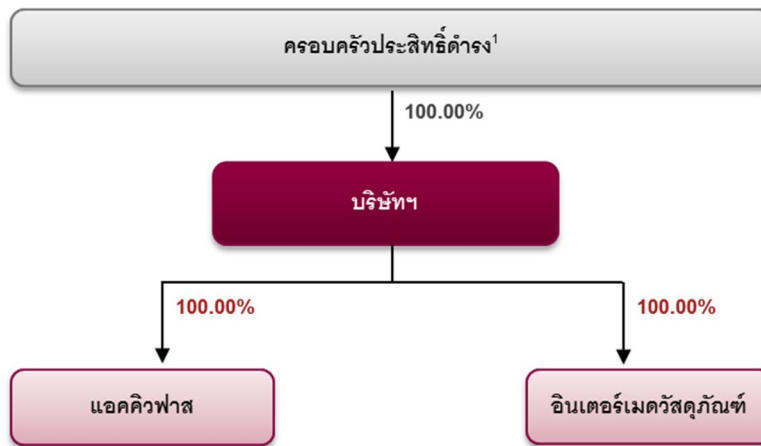 ครอบครัวประสิทธิ์ดำรง¹
100.00%
บริษัทฯ
100.00%
100.00%
แอคคิวฟาส
อินเตอร์เมดวัสดุภัณฑ์